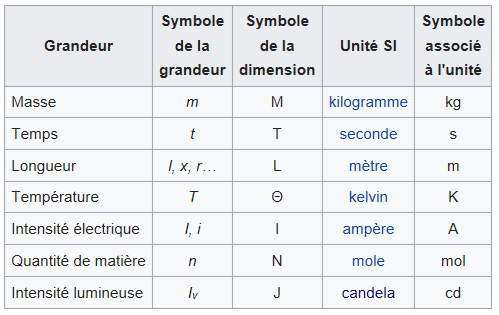 Grandeur Symbole de la grandeur Symbole de la dimension Unité SI Symbole associé à l'unité
Masse m M kilogramme kg
Temps t T seconde s
Longueur l, x, r… L mètre m
Température T Θ kelvin K
Intensité électrique I, i I ampère A
Quantité de matière n N mole mol
Intensité lumineuse Iv J candela cd